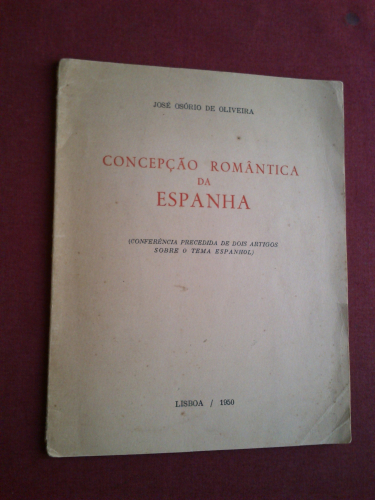 JOSÉ OSÓRIO DE OLIVEIRA
CONCEPÇÃO ROMÂNTICA
DA
ESPANHA
(CONFERÊNCIA PRECEDIDA DE DOIS ARTIGOS
SOBRE O TEMA ESPANHOL)
LISBOA / 1950